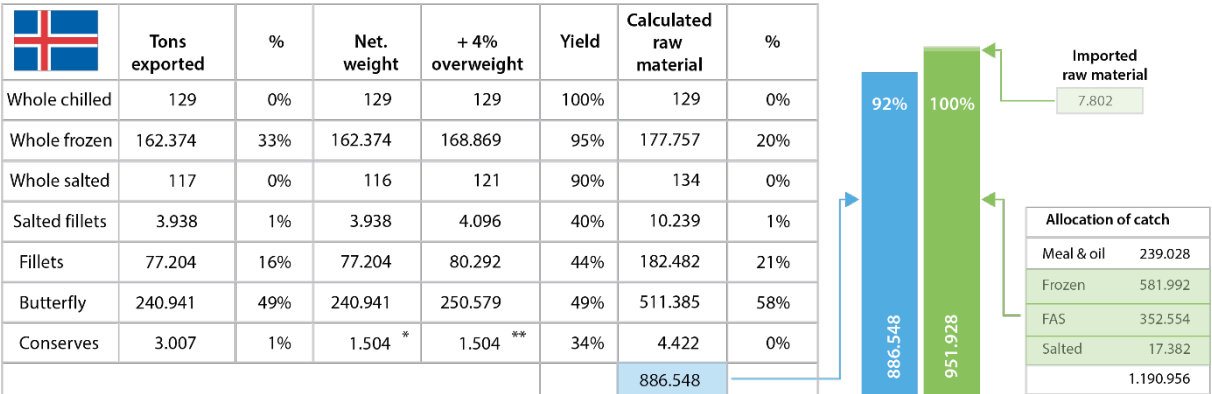 Tons exported % Net. weight + 4% overweight Yield Calculated raw material %
Whole chilled 129 0% 129 129 100% 129 0%
Whole frozen 162.374 33% 162.374 168.869 95% 177.757 20%
Whole salted 117 0% 116 121 90% 134 0%
Salted fillets 3.938 1% 3.938 4.096 40% 10.239 1%
Fillets 77.204 16% 77.204 80.292 44% 182.482 21%
Butterfly 240.941 49% 240.941 250.579 49% 511.385 58%
Conserves 3.007 1% 1.504 * 1.504 ** 34% 4.422 0%
886.548
92% 100%
886.548 951.928
Imported
raw material
7.802
Allocation of catch
Meal & oil 239.028
Frozen 581.992
FAS 352.554
Salted 17.382
1.190.956